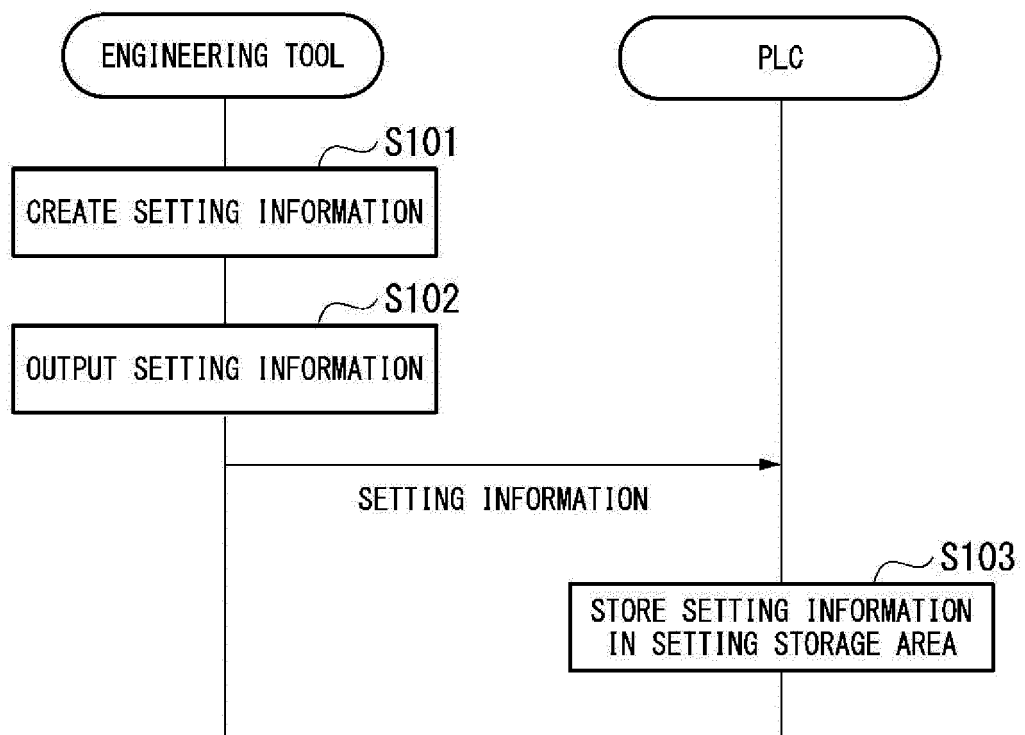 ENGINEERING TOOL
PLC
S101
CREATE SETTING INFORMATION
S102
OUTPUT SETTING INFORMATION
SETTING INFORMATION
S103
STORE SETTING INFORMATION
IN SETTING STORAGE AREA